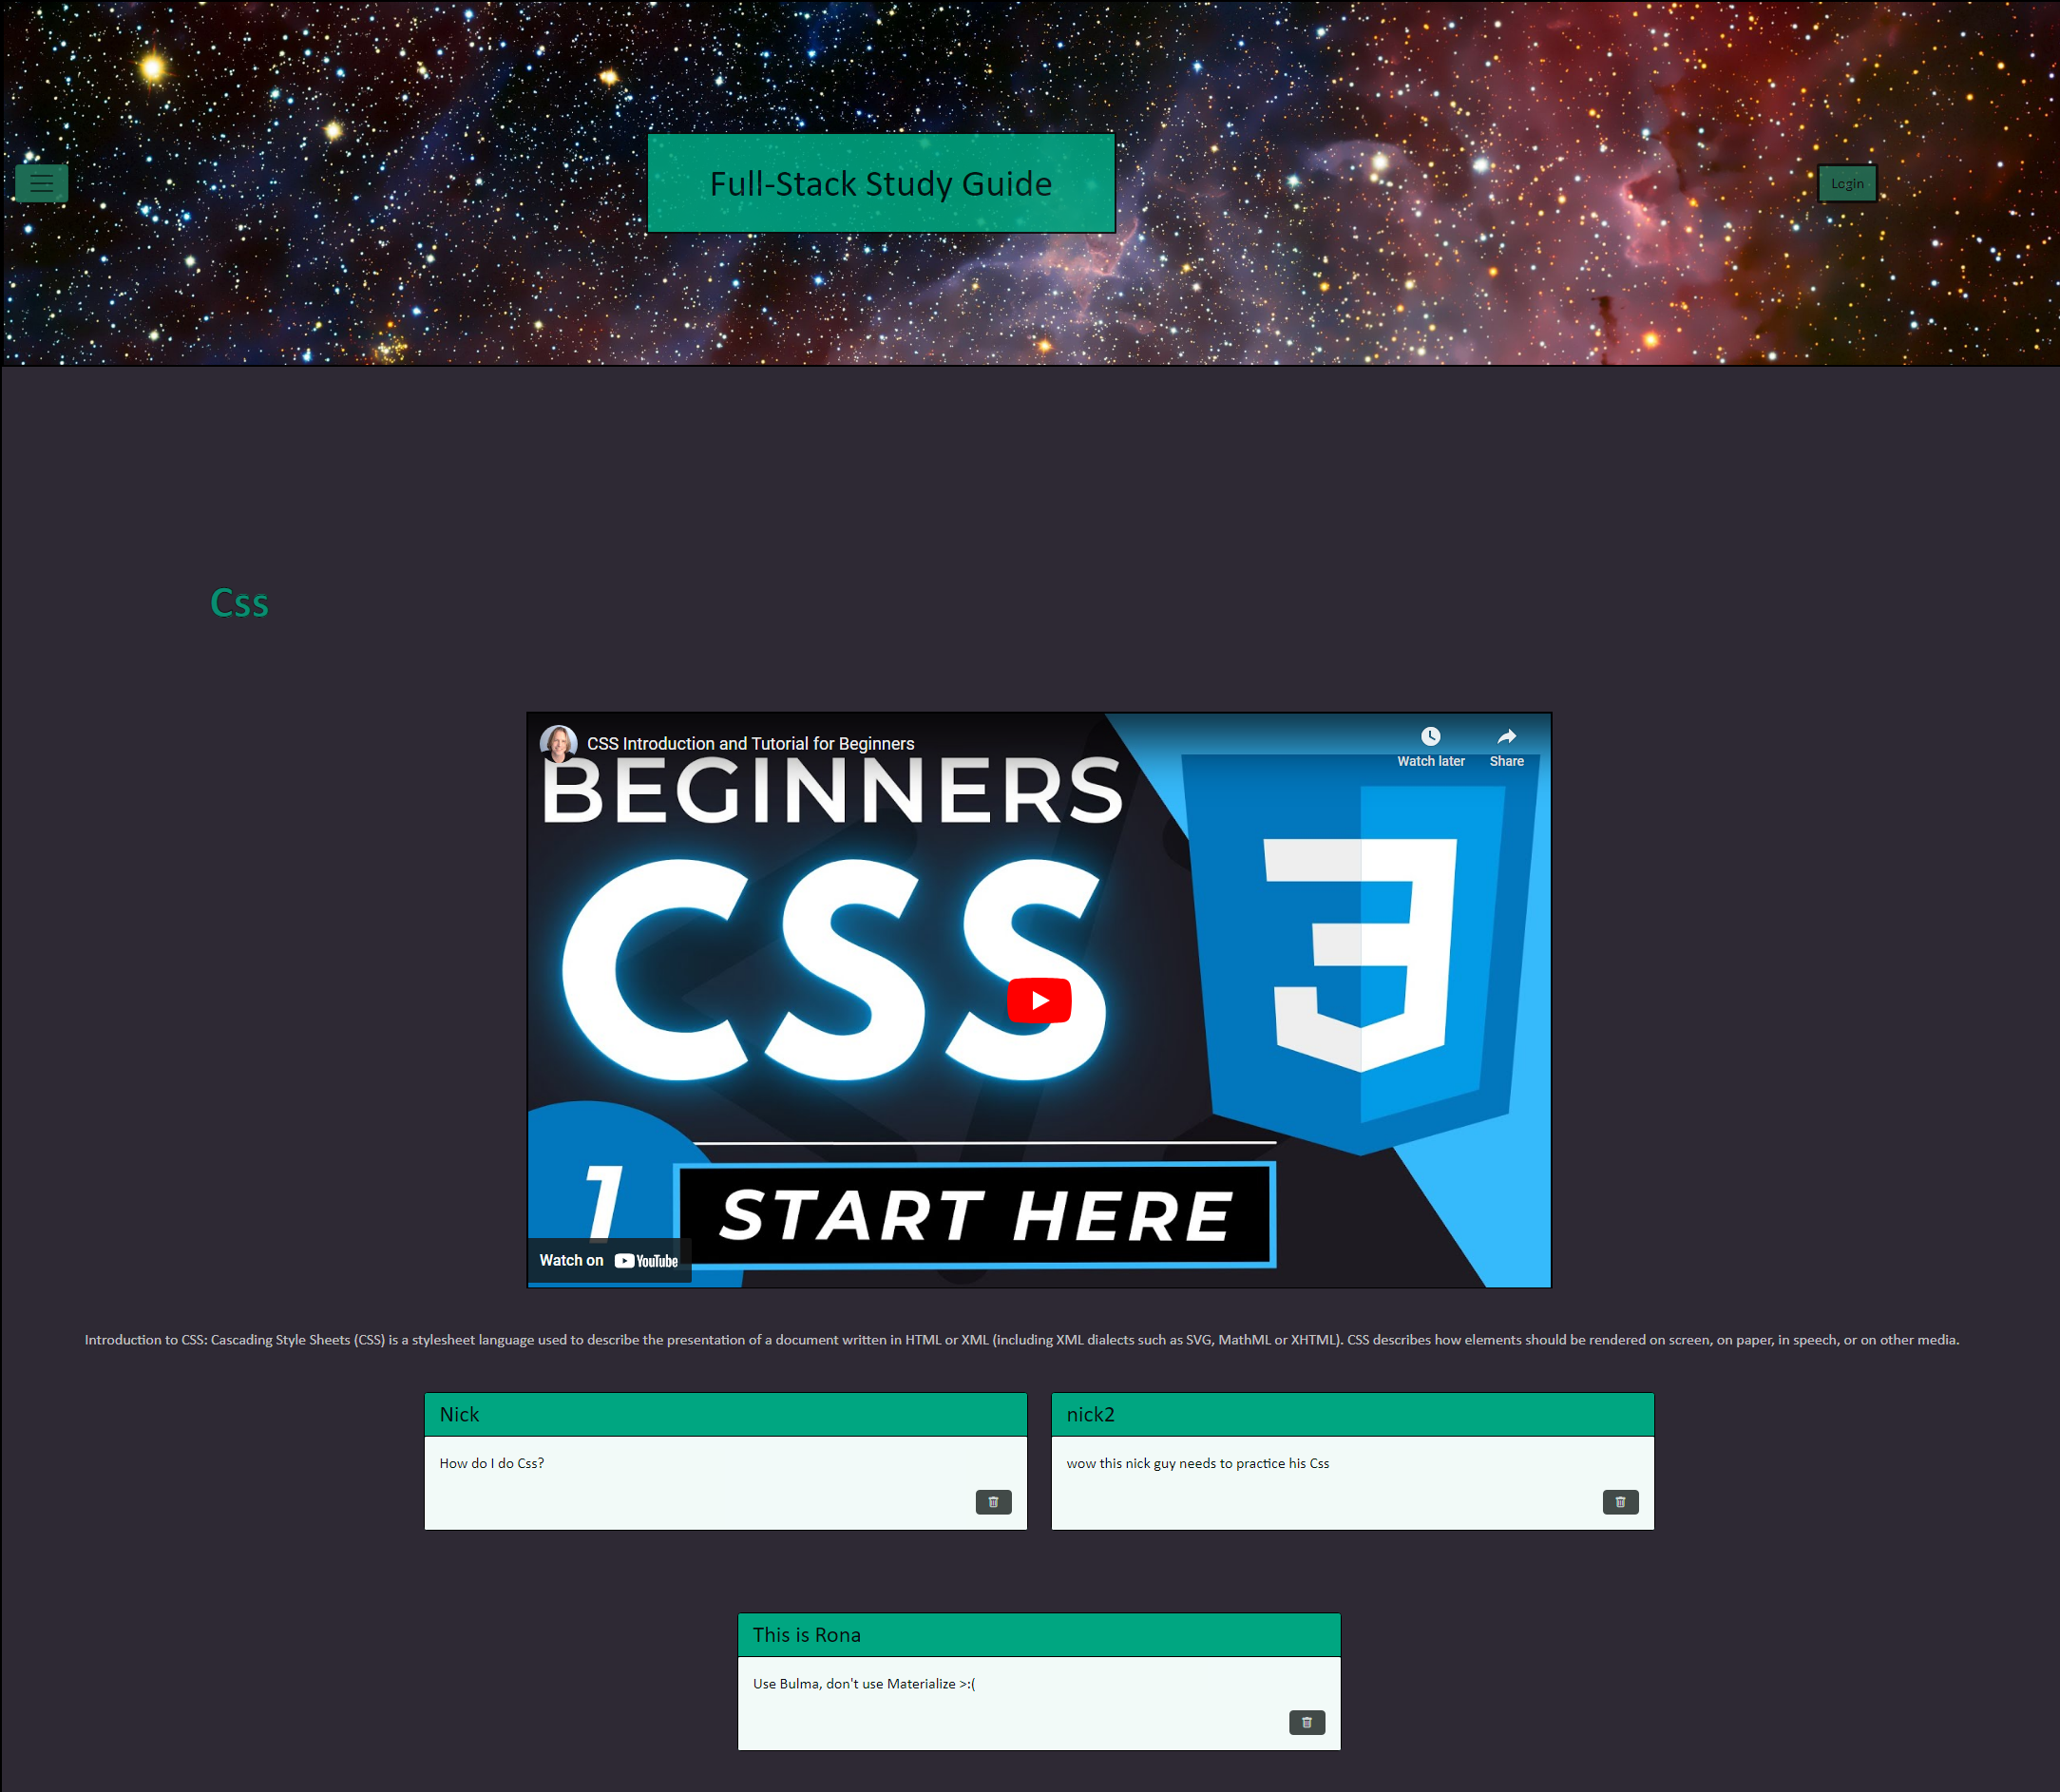 Full-Stack Study Guide
Login
Css
CSS Introduction and Tutorial for Beginners
Watch later
Share
BEGINNERS
CSS
3
1
START HERE
Watch on YouTube
Introduction to CSS: Cascading Style Sheets (CSS) is a stylesheet language used to describe the presentation of a document written in HTML or XML (including XML dialects such as SVG, MathML or XHTML). CSS describes how elements should be rendered on screen, on paper, in speech, or on other media.
Nick
How do I do Css?
nick2
wow this nick guy needs to practice his Css
This is Rona
Use Bulma, don't use Materialize >:(